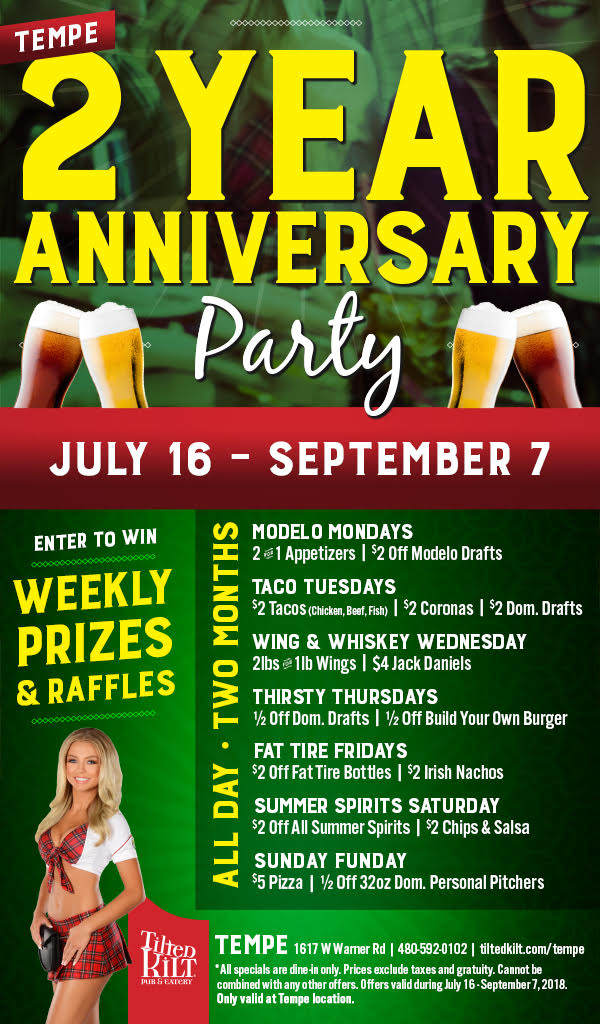 TEMPE
2 YEAR
ANNIVERSARY
Party
JULY 16 - SEPTEMBER 7
ENTER TO WIN
WEEKLY
PRIZES
& RAFFLES
ALL DAY • TWO MONTHS
MODELO MONDAYS
2 FOR 1 Appetizers | $2 Off Modelo Drafts
TACO TUESDAYS
$2 Tacos (Chicken, Beef, Fish) | $2 Coronas | $2 Dom. Drafts
WING & WHISKEY WEDNESDAY
2lbs FOR 1lb Wings | $4 Jack Daniels
THIRSTY THURSDAYS
½ Off Dom. Drafts | ½ Off Build Your Own Burger
FAT TIRE FRIDAYS
$2 Off Fat Tire Bottles | $2 Irish Nachos
SUMMER SPIRITS SATURDAY
$2 Off All Summer Spirits | $2 Chips & Salsa
SUNDAY FUNDAY
$5 Pizza | ½ Off 32oz Dom. Personal Pitchers
TILTED
KILT
PUB & EATERY
TEMPE 1617 W Warner Rd | 480-592-0102 | tiltedkilt.com/tempe
*All specials are dine-in only. Prices exclude taxes and gratuity. Cannot be
combined with any other offers. Offers valid during July 16 - September 7, 2018.
Only valid at Tempe location.